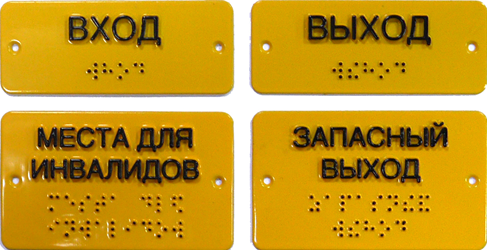 ВХОД
⠺⠓⠕⠙
ВЫХОД
⠺⠮⠓⠕⠙
МЕСТА ДЛЯ
ИНВАЛИДОВ
ЗАПАСНЫЙ
ВЫХОД
⠺⠮⠓⠕⠙